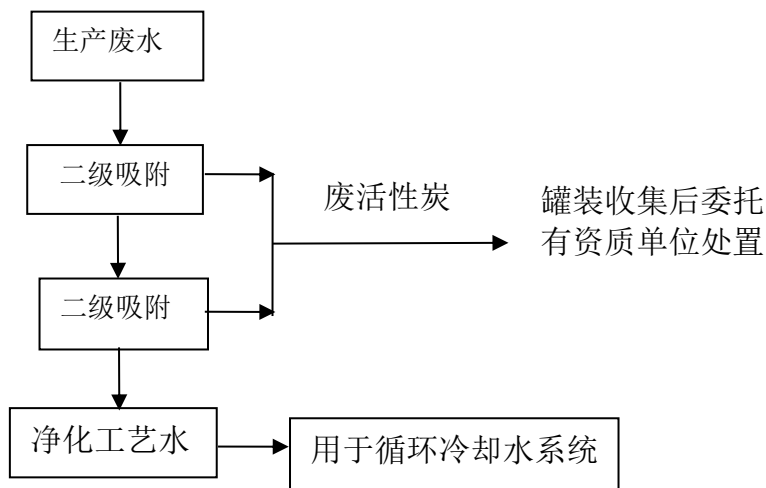 生产废水
二级吸附
废活性炭
罐装收集后委托
有资质单位处置
二级吸附
净化工艺水
用于循环冷却水系统